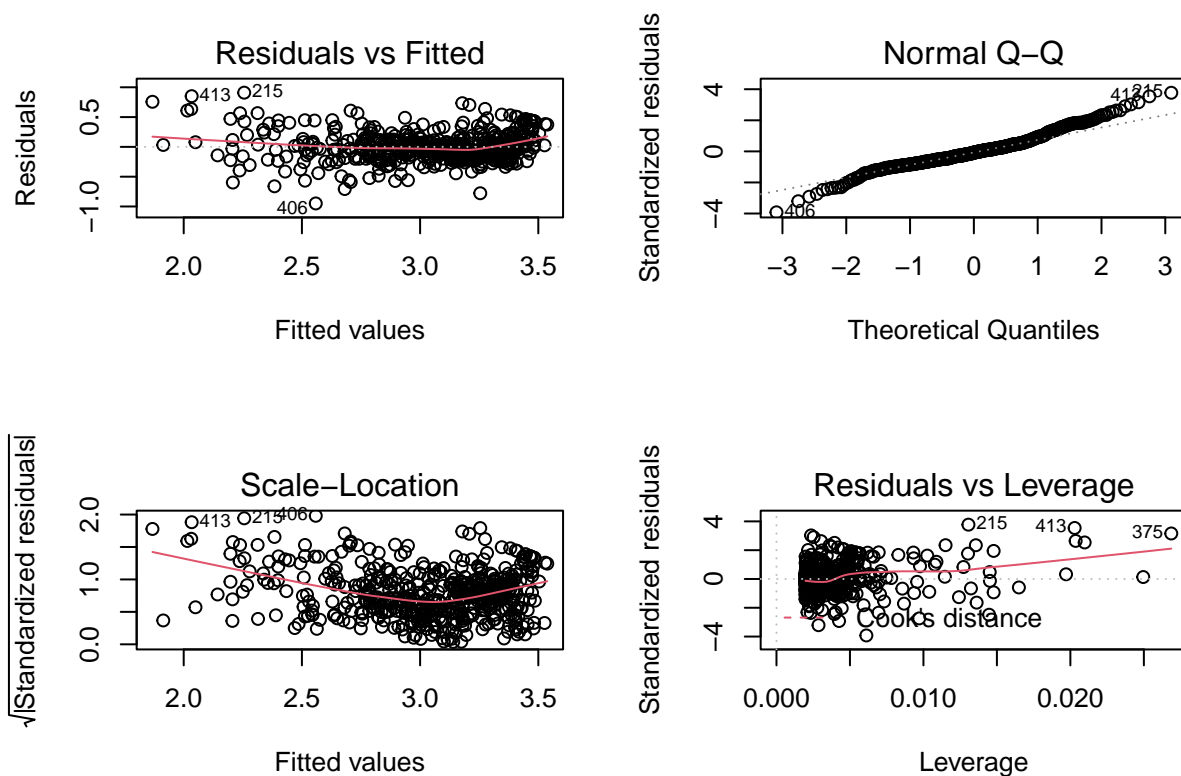 Residuals vs Fitted
Residuals
0.5
−1.0
413
215
406
2.0 2.5 3.0 3.5
Fitted values
Normal Q−Q
Standardized residuals
4
0
−4
413
215
406
−3 −2 −1 0 1 2 3
Theoretical Quantiles
Scale−Location
√|Standardized residuals|
2.0
1.0
0.0
413
215
406
2.0 2.5 3.0 3.5
Fitted values
Residuals vs Leverage
Standardized residuals
4
0
−4
215
413
375
Cook's distance
0.000 0.010 0.020
Leverage